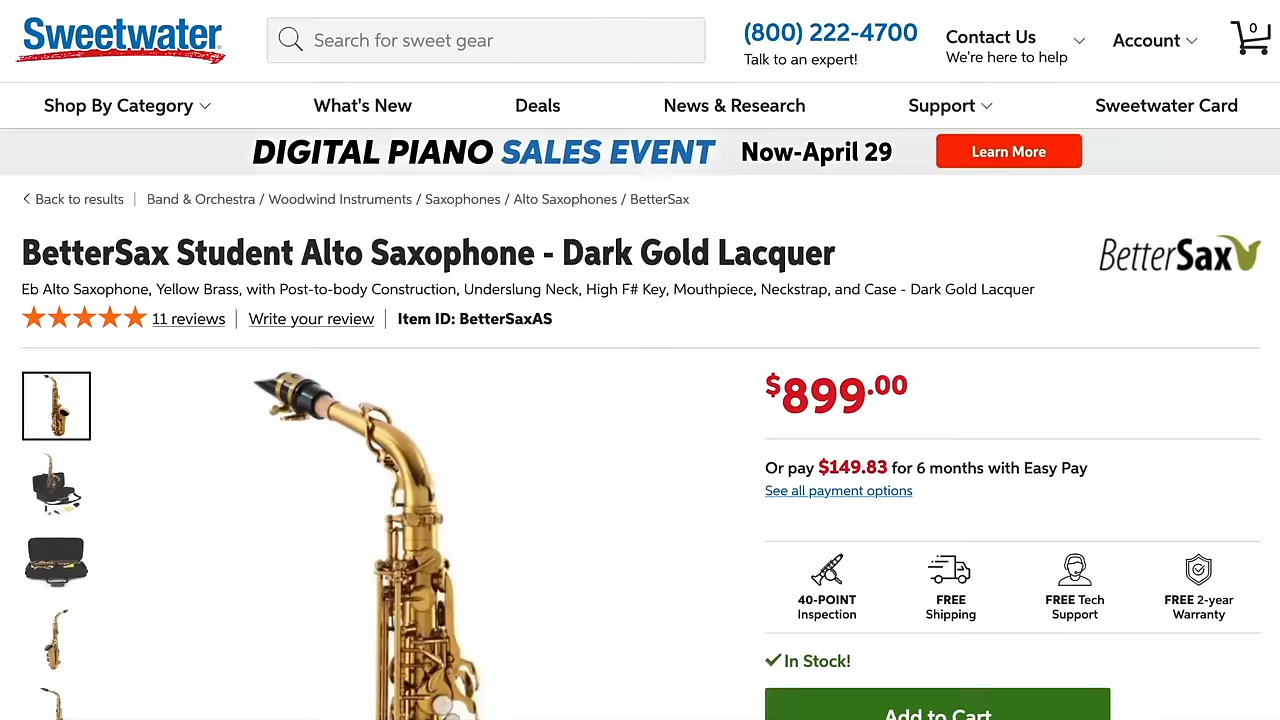 Sweetwater
Search for sweet gear
(800) 222-4700
Talk to an expert!
Contact Us
We're here to help
Account
0
Shop By Category
What's New
Deals
News & Research
Support
Sweetwater Card
DIGITAL PIANO SALES EVENT Now-April 29
Learn More
Back to results | Band & Orchestra / Woodwind Instruments / Saxophones / Alto Saxophones / BetterSax
BetterSax Student Alto Saxophone - Dark Gold Lacquer
BetterSax
Eb Alto Saxophone, Yellow Brass, with Post-to-body Construction, Underslung Neck, High F# Key, Mouthpiece, Neckstrap, and Case - Dark Gold Lacquer
11 reviews | Write your review | Item ID: BetterSaxAS
$899.00
Or pay $149.83 for 6 months with Easy Pay
See all payment options
40-POINT
Inspection
FREE
Shipping
FREE Tech
Support
FREE 2-year
Warranty
In Stock!
Add to Cart